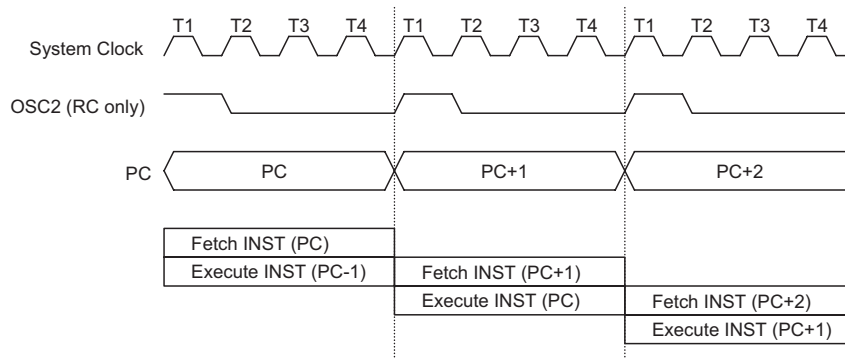 T1 T2 T3 T4 T1 T2 T3 T4 T1 T2 T3 T4
System Clock
OSC2 (RC only)
PC PC PC+1 PC+2
Fetch INST (PC)
Execute INST (PC-1) Fetch INST (PC+1)
Execute INST (PC) Fetch INST (PC+2)
Execute INST (PC+1)